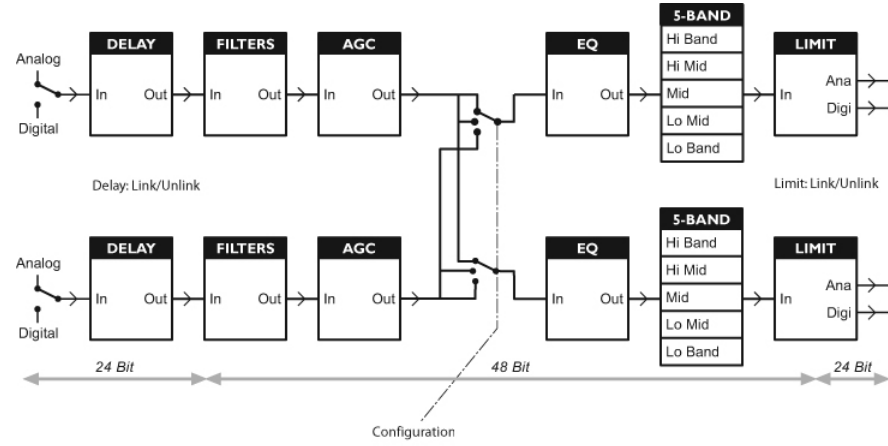 DELAY FILTERS AGC EQ 5-BAND LIMIT
Analog
Digital
In Out In Out In Out In Out
Hi Band
Hi Mid
Mid
Lo Mid
Lo Band
In
Ana
Digi
Delay: Link/Unlink
Limit: Link/Unlink
DELAY FILTERS AGC EQ 5-BAND LIMIT
Analog
Digital
In Out In Out In Out In Out
Hi Band
Hi Mid
Mid
Lo Mid
Lo Band
In
Ana
Digi
24 Bit 48 Bit 24 Bit
Configuration